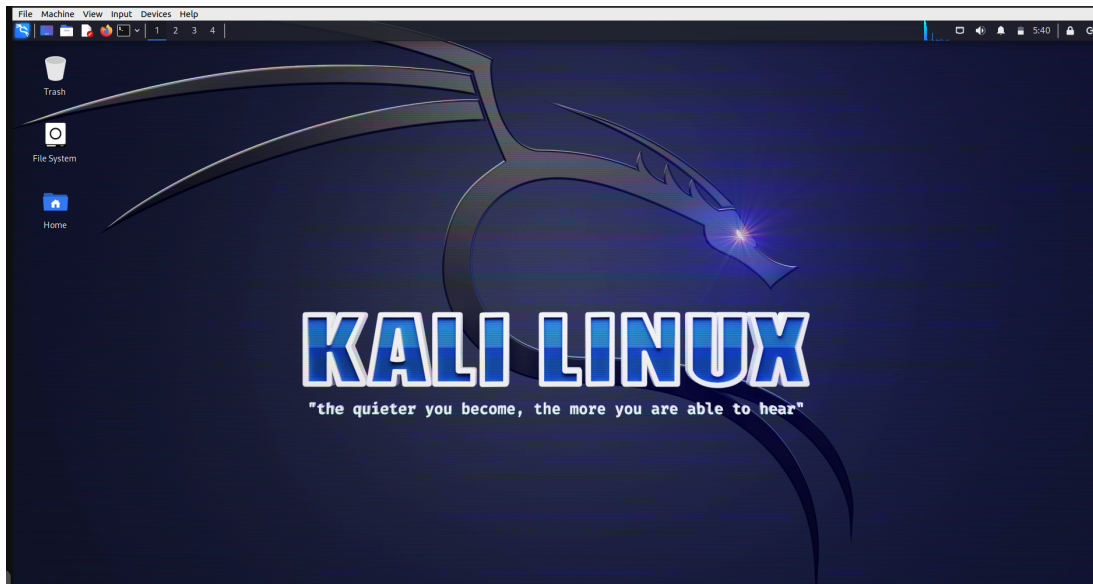 File Machine View Input Devices Help
1 2 3 4 5:40
Trash
File System
Home
KALI LINUX
"the quieter you become, the more you are able to hear"